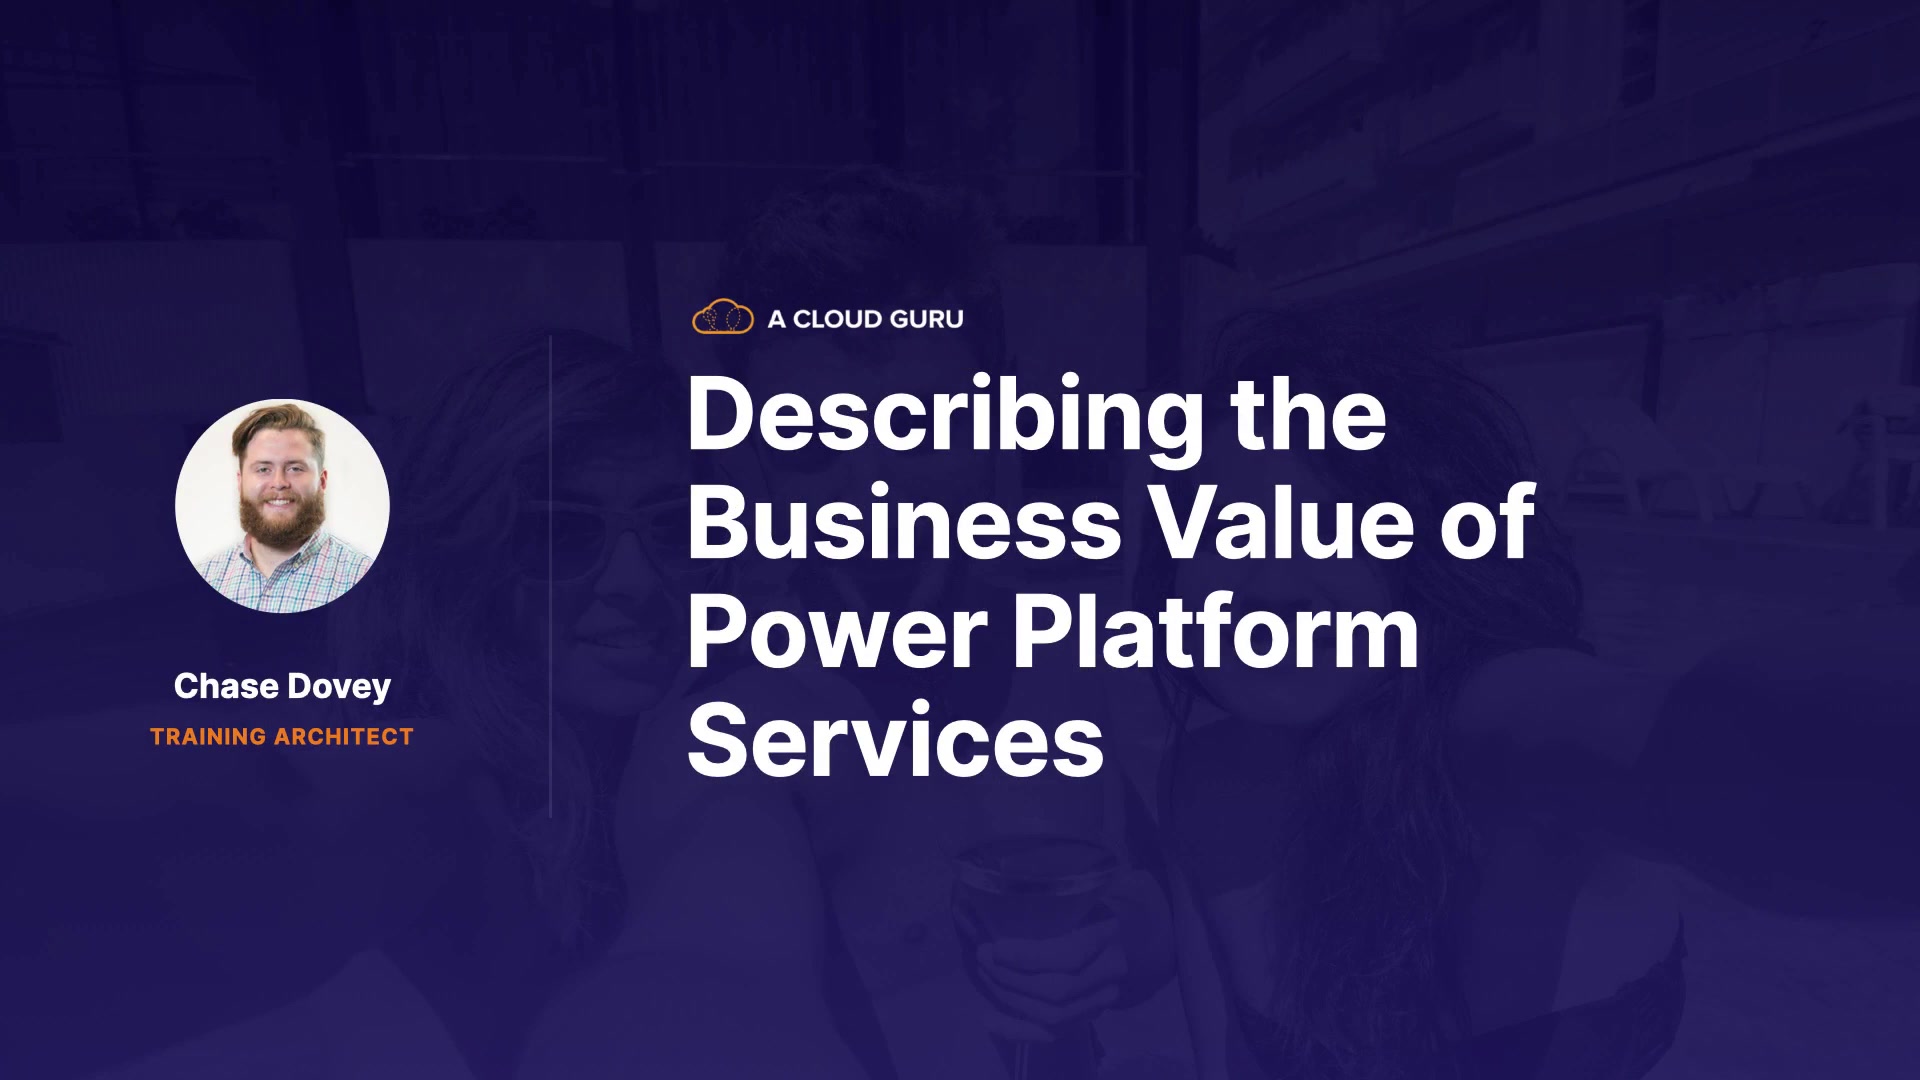 A CLOUD GURU
Describing the
Business Value of
Power Platform
Services
Chase Dovey
TRAINING ARCHITECT